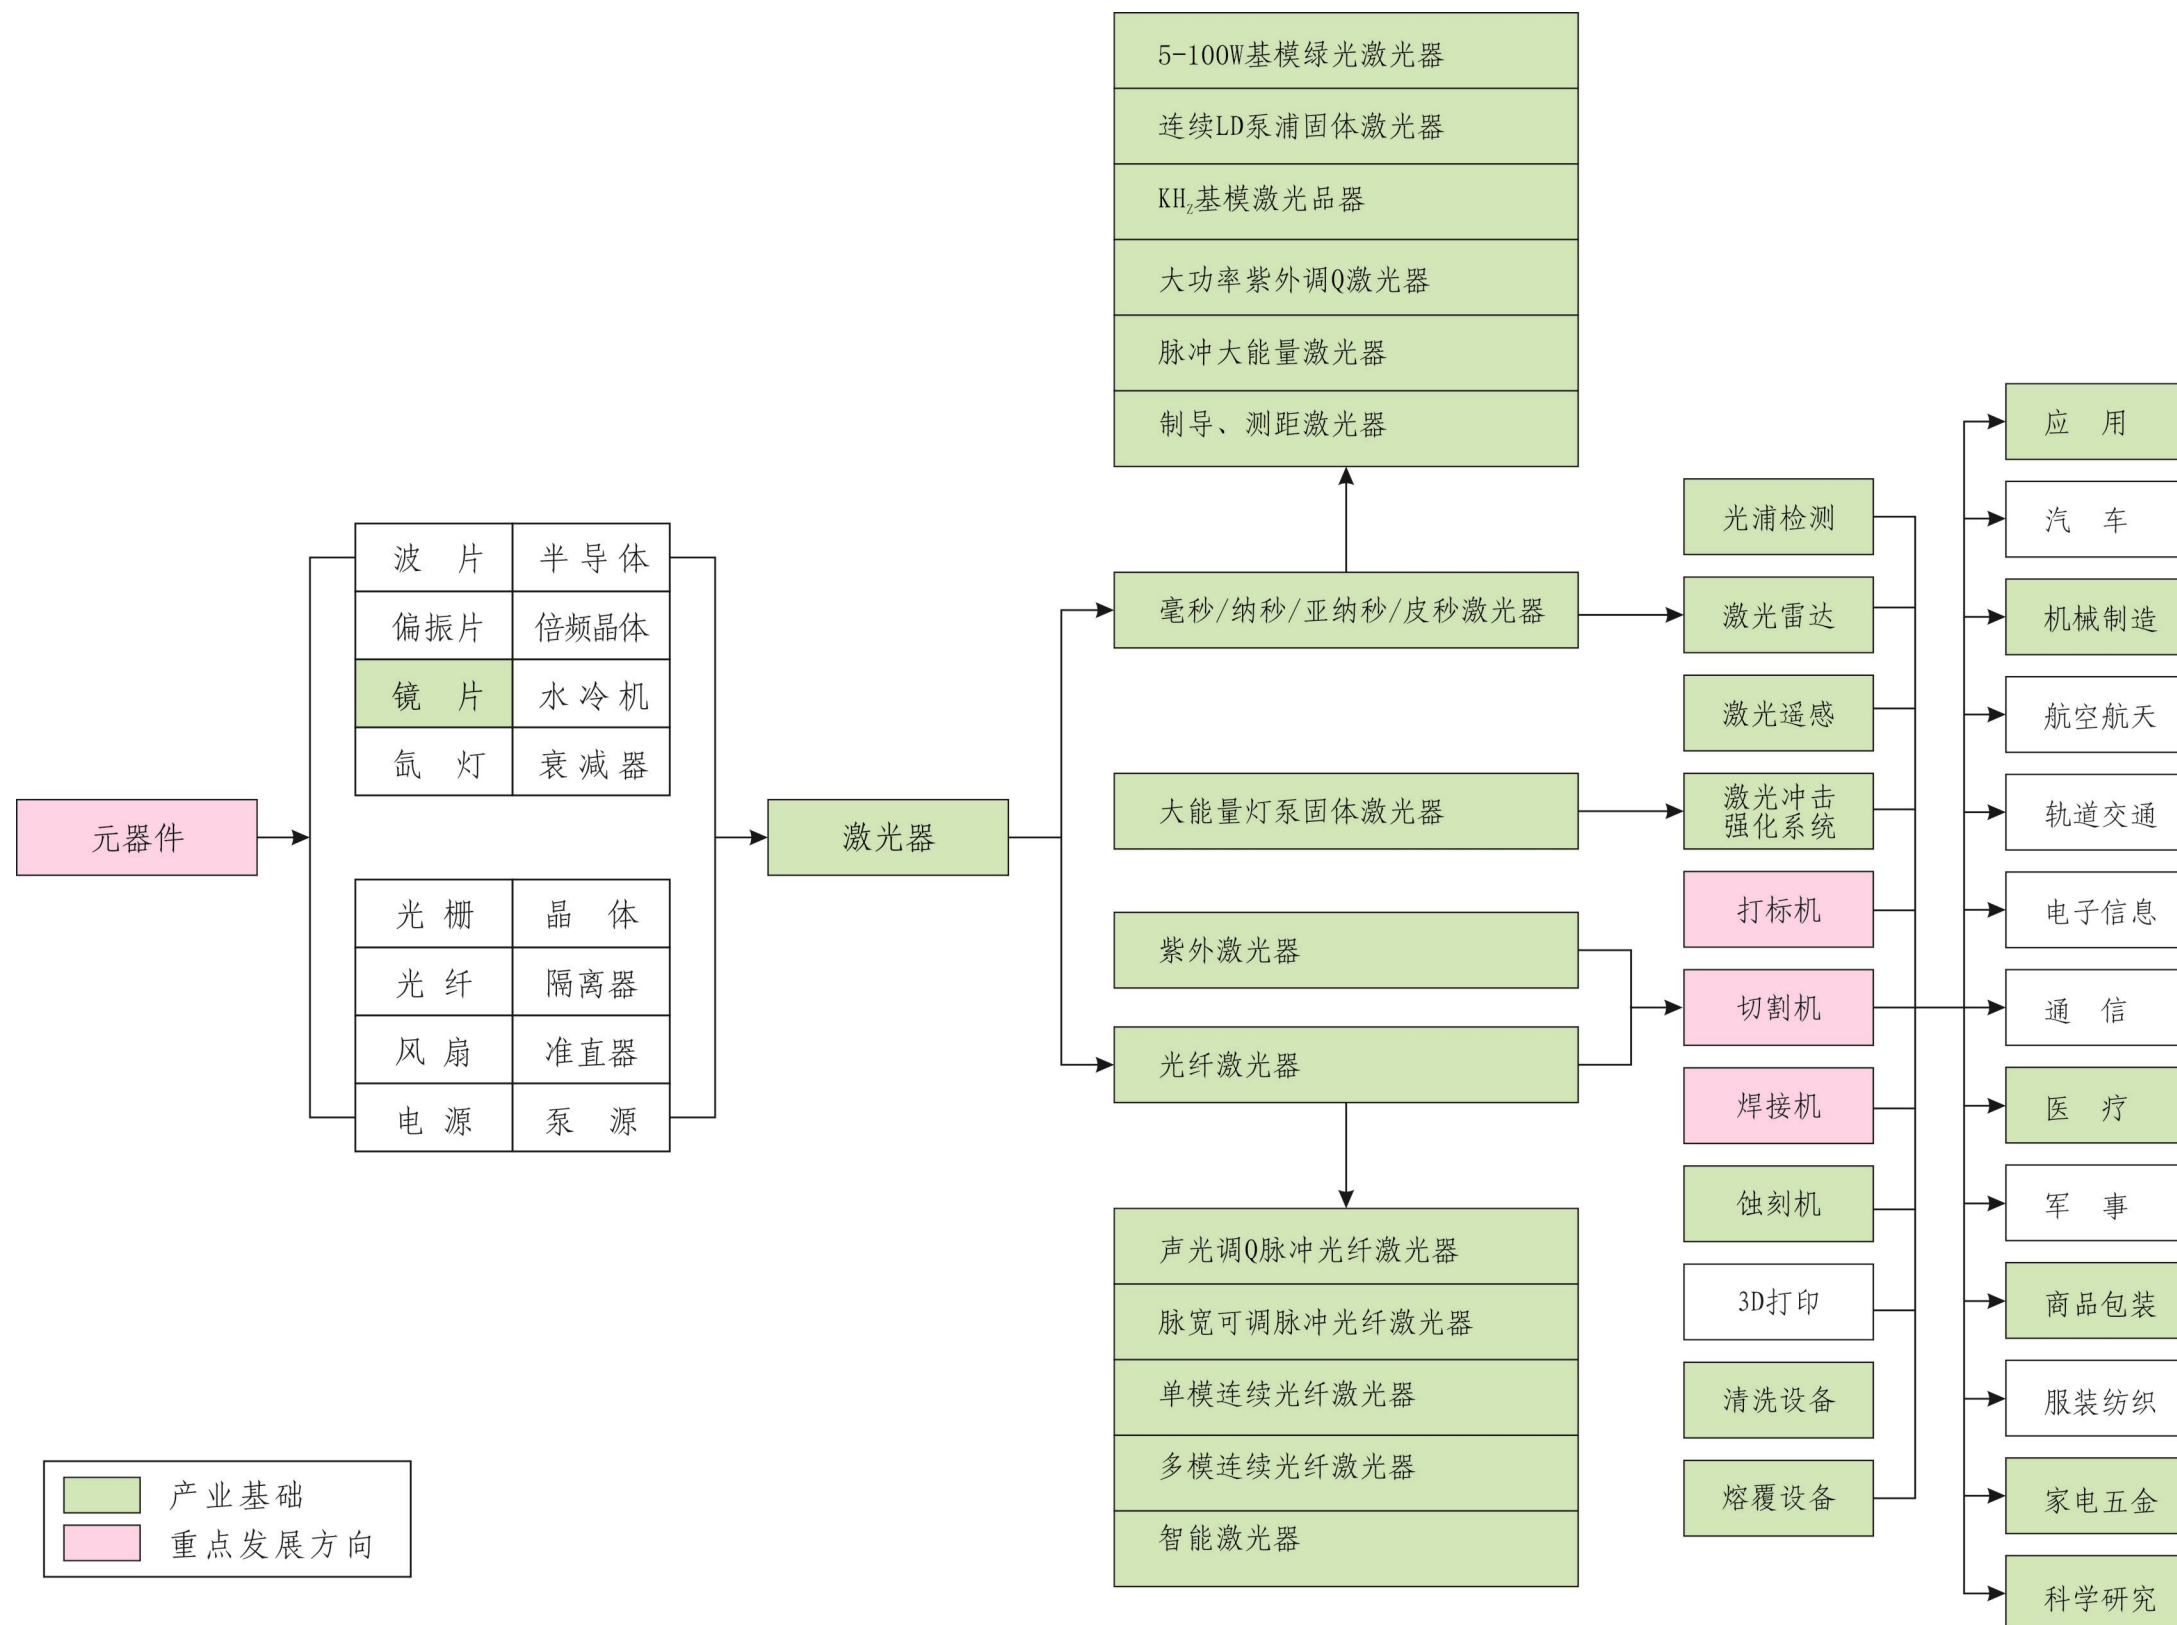 元器件
波片
半导体
偏振片
倍频晶体
镜片
水冷机
氙灯
衰减器
光栅
晶体
光纤
隔离器
风扇
准直器
电源
泵源
激光器
5-100W基模绿光激光器
连续LD泵浦固体激光器
KHz基模激光品器
大功率紫外调Q激光器
脉冲大能量激光器
制导、测距激光器
毫秒/纳秒/亚纳秒/皮秒激光器
大能量灯泵固体激光器
紫外激光器
光纤激光器
声光调Q脉冲光纤激光器
脉宽可调脉冲光纤激光器
单模连续光纤激光器
多模连续光纤激光器
智能激光器
光浦检测
激光雷达
激光遥感
激光冲击
强化系统
打标机
切割机
焊接机
蚀刻机
3D打印
清洗设备
熔覆设备
应用
汽车
机械制造
航空航天
轨道交通
电子信息
通信
医疗
军事
商品包装
服装纺织
家电五金
科学研究
产业基础
重点发展方向